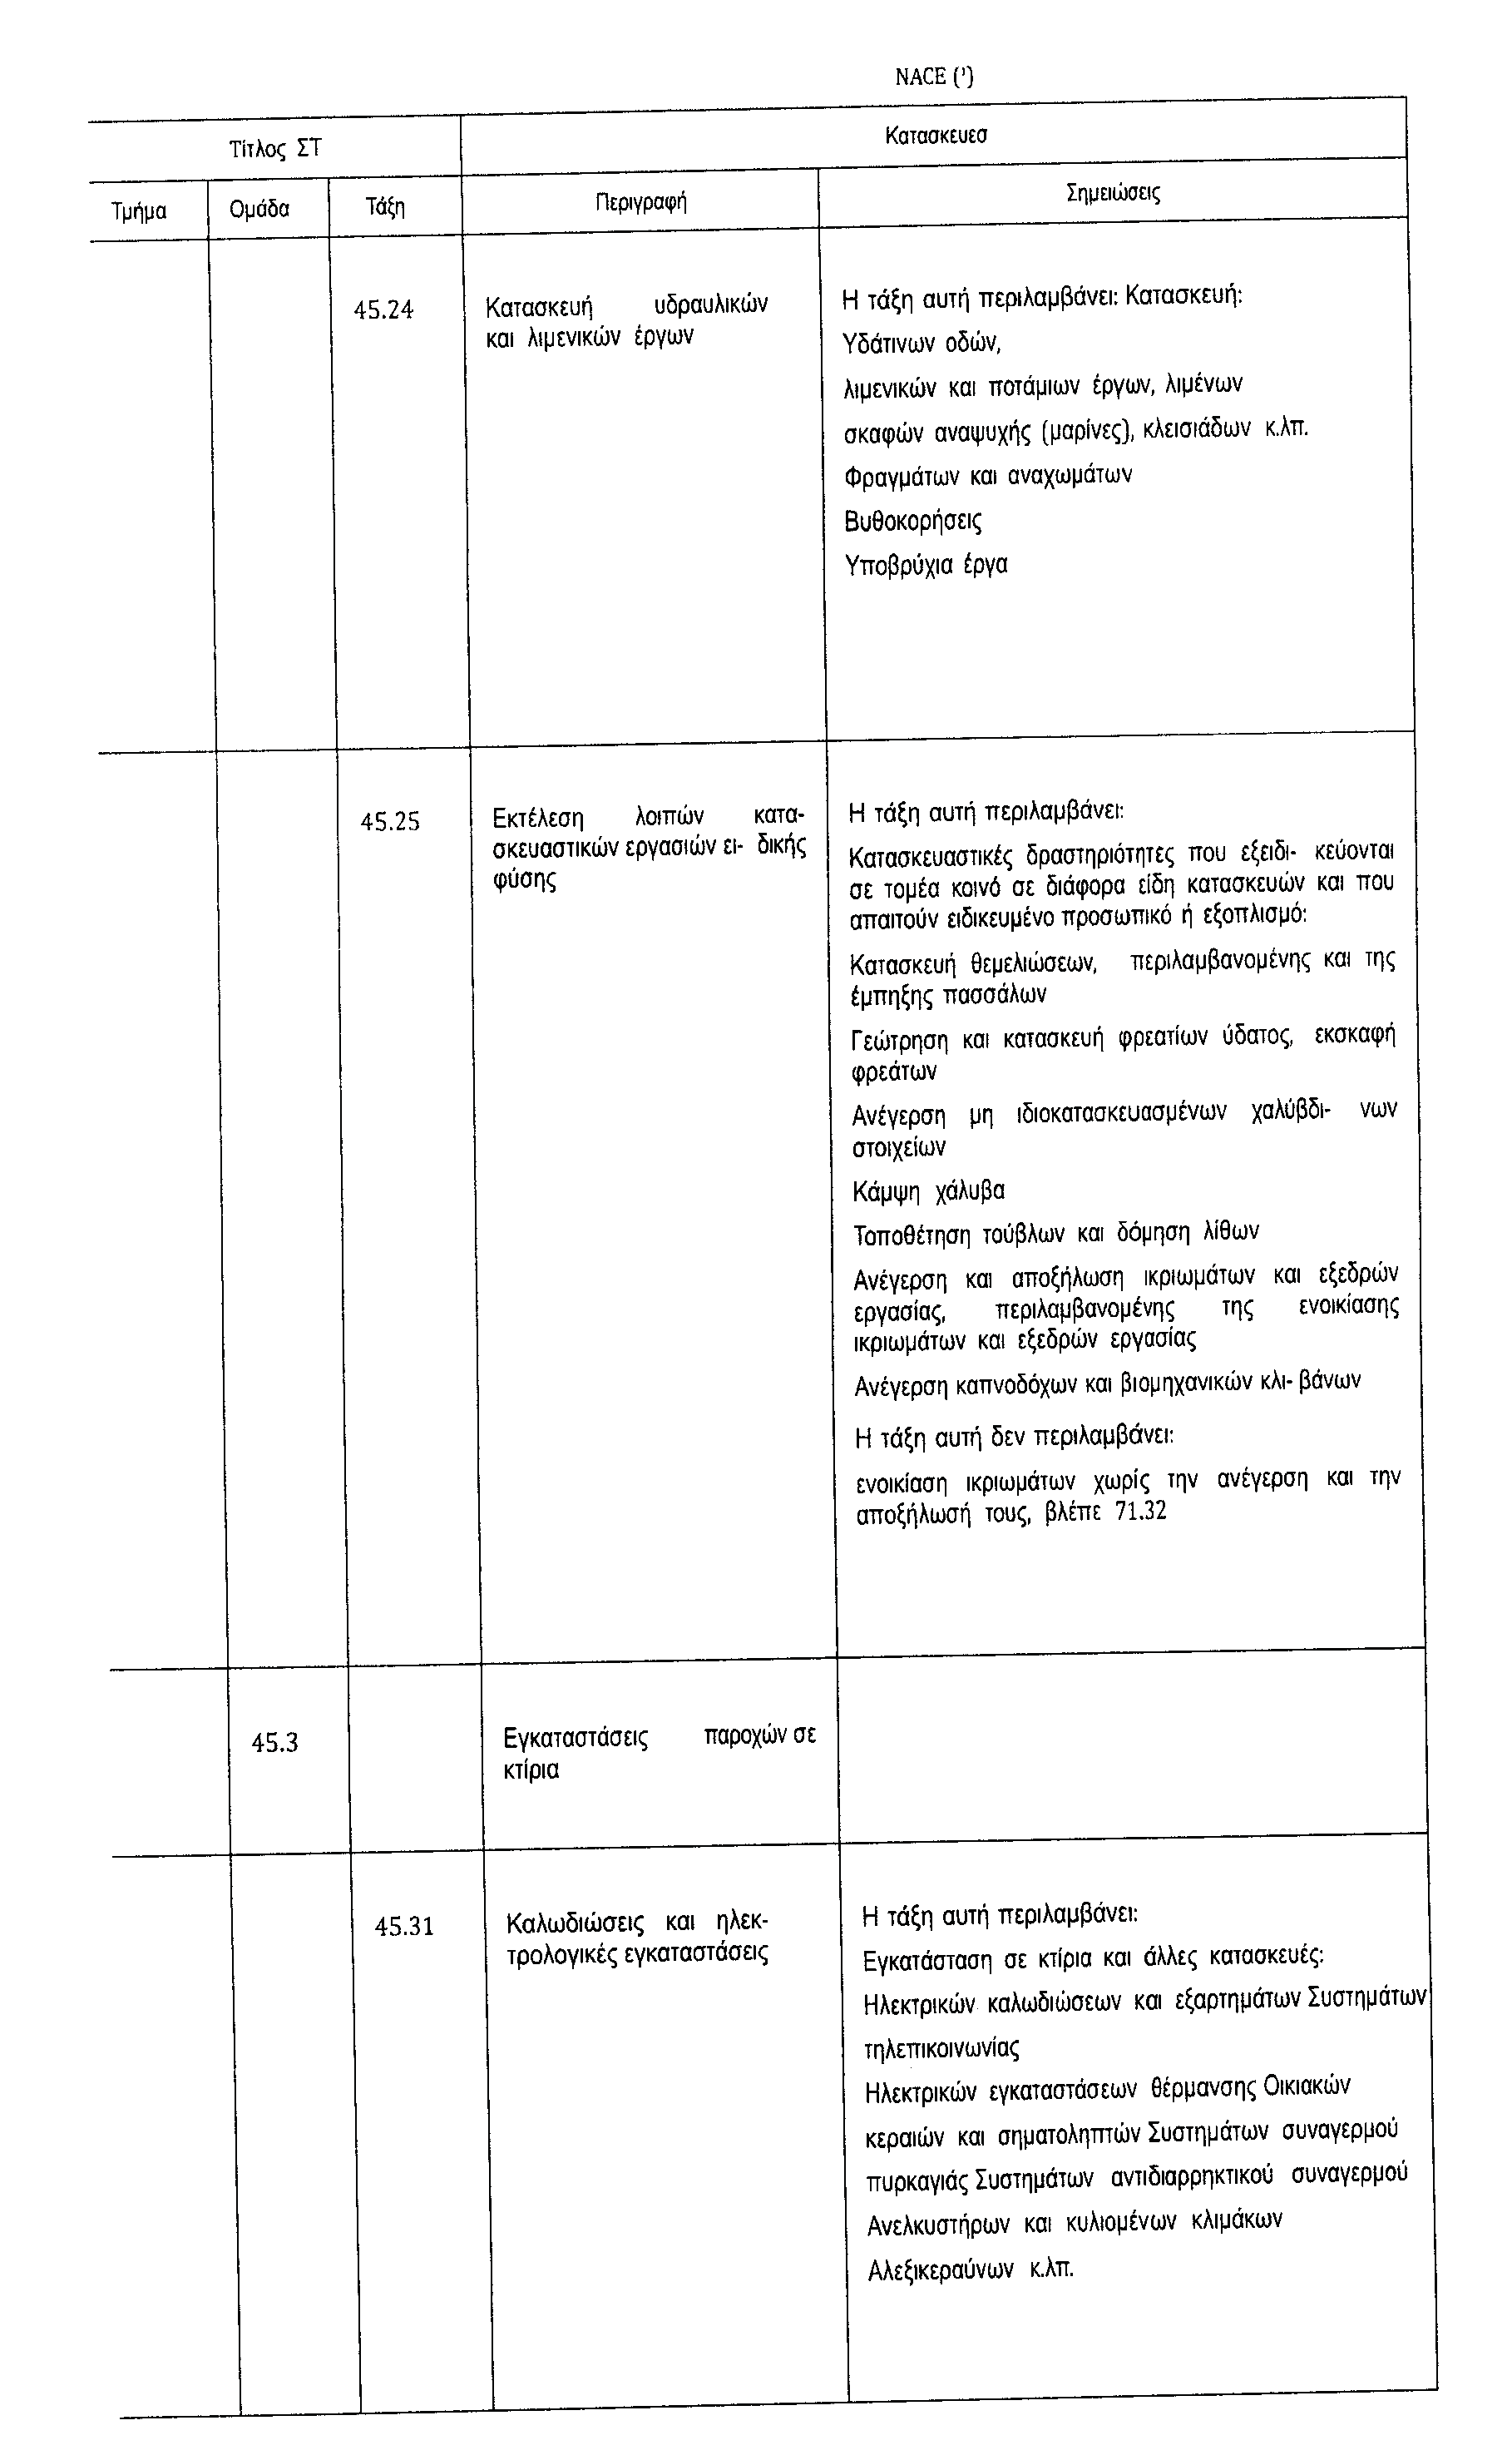 NACE (¹)
Τίτλος ΣΤ
Κατασκευεσ
Τμήμα
Ομάδα
Τάξη
Περιγραφή
Σημειώσεις
45.24
Κατασκευή υδραυλικών
και λιμενικών έργων
Η τάξη αυτή περιλαμβάνει: Κατασκευή:
Υδάτινων οδών,
λιμενικών και ποτάμιων έργων, λιμένων
σκαφών αναψυχής (μαρίνες), κλεισιάδων κ.λπ.
Φραγμάτων και αναχωμάτων
Βυθοκορήσεις
Υποβρύχια έργα
45.25
Εκτέλεση λοιπών κατα-
σκευαστικών εργασιών ει- δικής
φύσης
Η τάξη αυτή περιλαμβάνει:
Κατασκευαστικές δραστηριότητες που εξειδι- κεύονται
σε τομέα κοινό σε διάφορα είδη κατασκευών και που
απαιτούν ειδικευμένο προσωπικό ή εξοπλισμό:
Κατασκευή θεμελιώσεων, περιλαμβανομένης και της
έμπηξης πασσάλων
Γεώτρηση και κατασκευή φρεατίων ύδατος, εκσκαφή
φρεάτων
Ανέγερση μη ιδιοκατασκευασμένων χαλύβδι- νων
στοιχείων
Κάμψη χάλυβα
Τοποθέτηση τούβλων και δόμηση λίθων
Ανέγερση και αποξήλωση ικριωμάτων και εξεδρών
εργασίας, περιλαμβανομένης της ενοικίασης
ικριωμάτων και εξεδρών εργασίας
Ανέγερση καπνοδόχων και βιομηχανικών κλι- βάνων
Η τάξη αυτή δεν περιλαμβάνει:
ενοικίαση ικριωμάτων χωρίς την ανέγερση και την
αποξήλωσή τους, βλέπε 71.32
45.3
Εγκαταστάσεις παροχών σε
κτίρια
45.31
Καλωδιώσεις και ηλεκ-
τρολογικές εγκαταστάσεις
Η τάξη αυτή περιλαμβάνει:
Εγκατάσταση σε κτίρια και άλλες κατασκευές:
Ηλεκτρικών καλωδιώσεων και εξαρτημάτων Συστημάτων
τηλεπικοινωνίας
Ηλεκτρικών εγκαταστάσεων θέρμανσης Οικιακών
κεραιών και σηματοληπτών Συστημάτων συναγερμού
πυρκαγιάς Συστημάτων αντιδιαρρηκτικού συναγερμού
Ανελκυστήρων και κυλιομένων κλιμάκων
Αλεξικεραύνων κ.λπ.